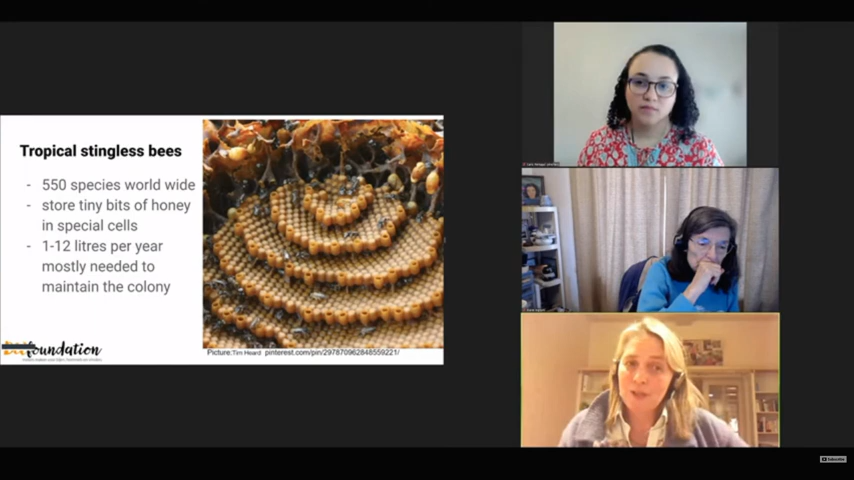 Tropical stingless bees
- 550 species world wide
- store tiny bits of honey
in special cells
- 1-12 litres per year
mostly needed to
maintain the colony
foundation
Picture:Tim Heard pinterest.com/pin/297870962848559221/
Subscribe